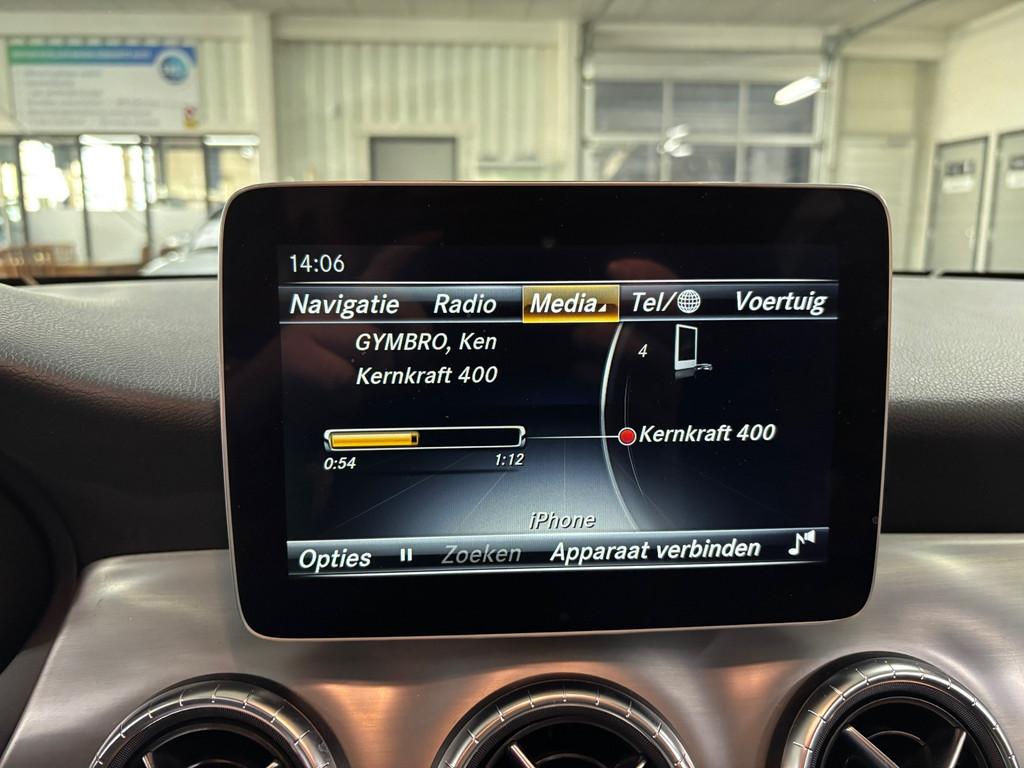 14:06
Navigatie Radio Media Tel/ Voertuig
GYMBRO, Ken
4
Kernkraft 400
Kernkraft 400
0:54 1:12
iPhone
Opties Zoeken Apparaat verbinden